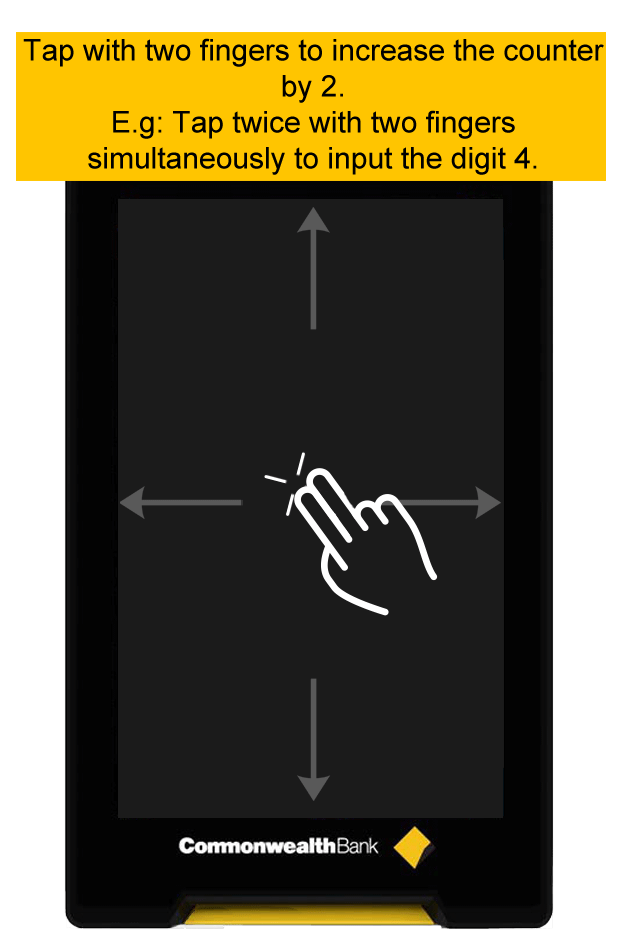 Tap with two fingers to increase the counter
by 2.
E.g: Tap twice with two fingers
simultaneously to input the digit 4.
CommonwealthBank